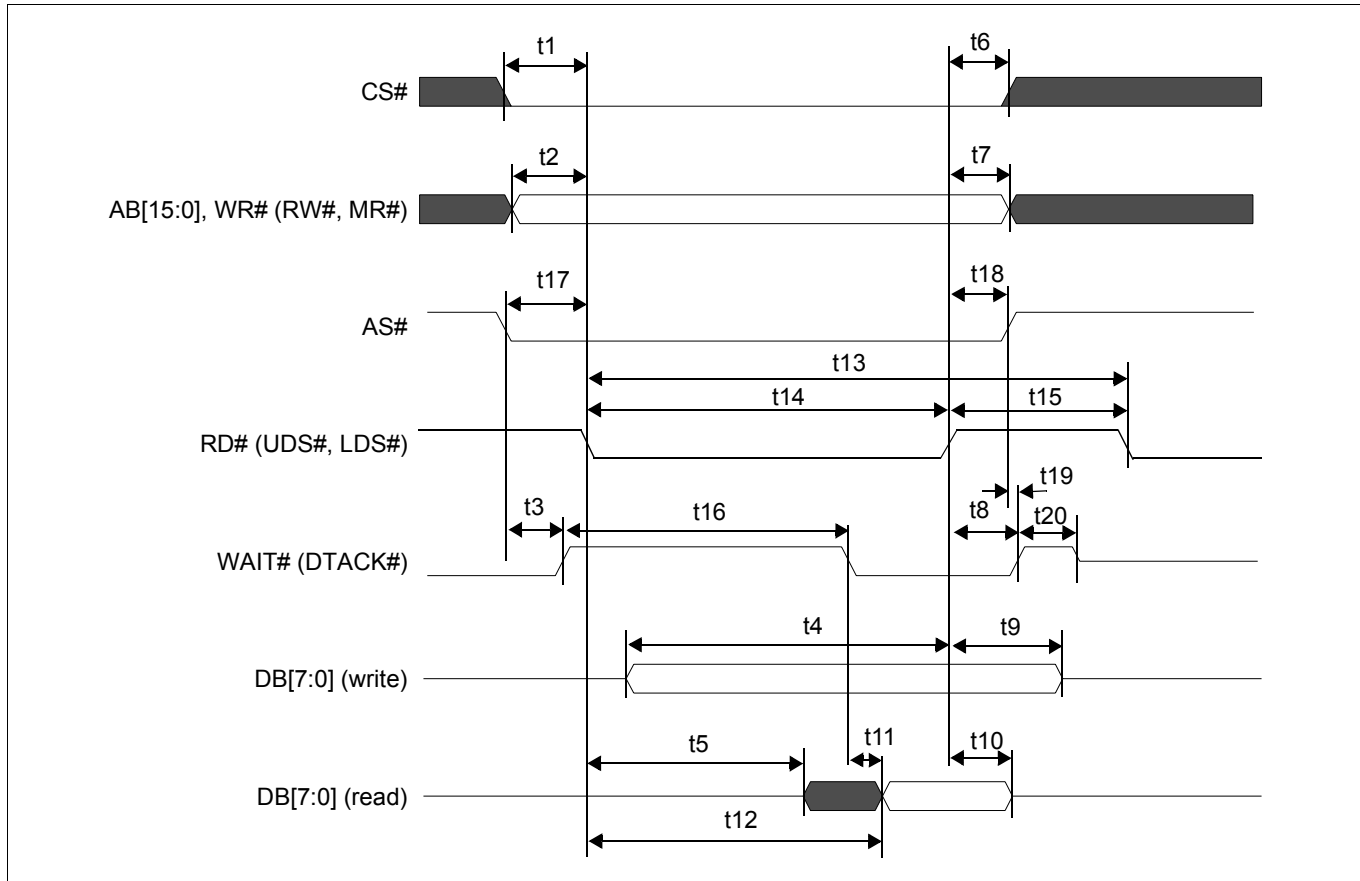 t1
t6
CS#
t2
t7
AB[15:0], WR# (RW#, MR#)
t17
t18
AS#
t13
t14
t15
RD# (UDS#, LDS#)
t19
t3
t16
t8
t20
WAIT# (DTACK#)
t4
t9
DB[7:0] (write)
t5
t11
t10
DB[7:0] (read)
t12